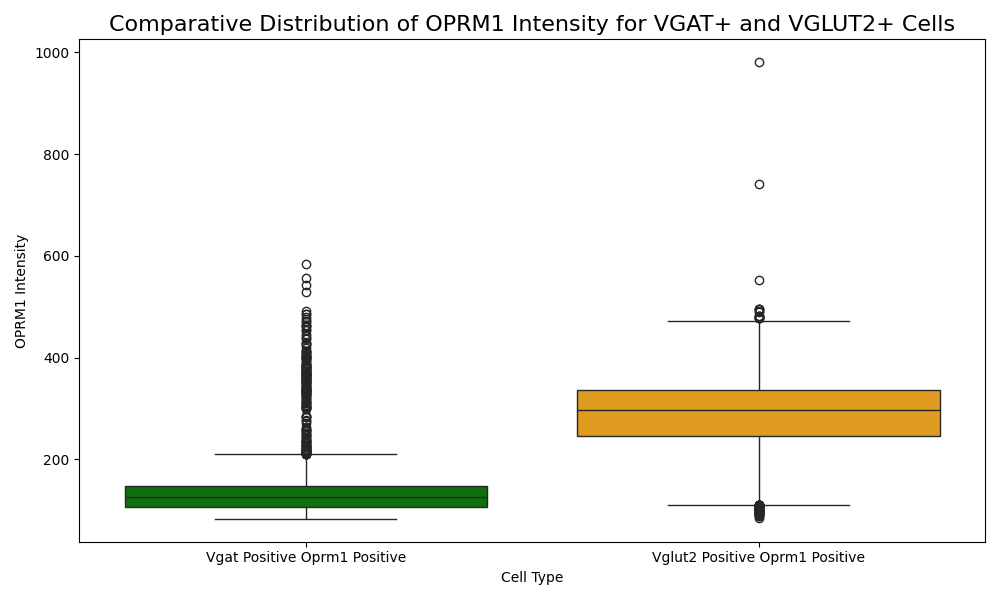 Comparative Distribution of OPRM1 Intensity for VGAT+ and VGLUT2+ Cells
1000
800
600
400
200
OPRM1 Intensity
Vgat Positive Oprm1 Positive
Vglut2 Positive Oprm1 Positive
Cell Type